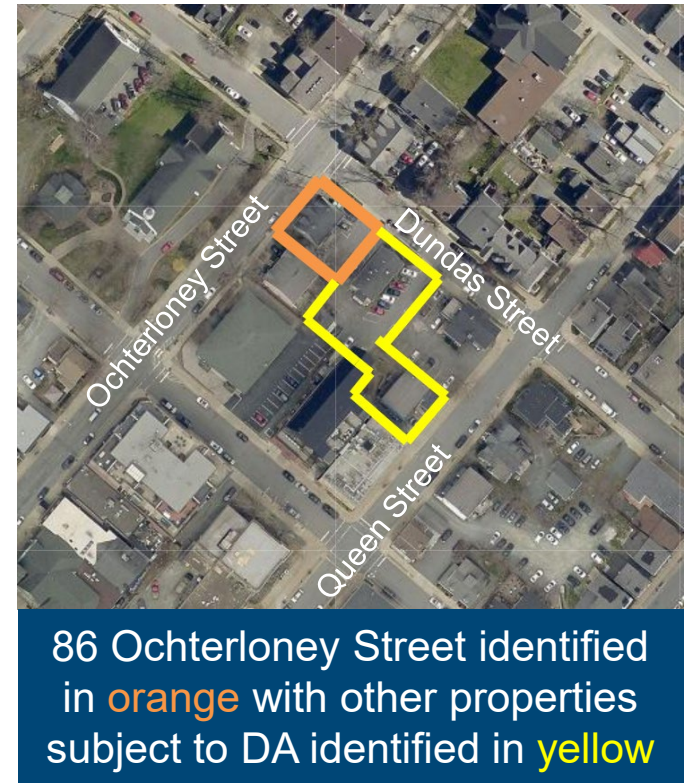 Ochterloney Street
Dundas Street
Queen Street
86 Ochterloney Street identified
in orange with other properties
subject to DA identified in yellow